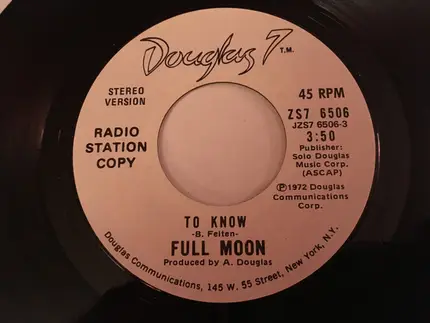 Douglas 7 T.M.
STEREO
VERSION
RADIO
STATION
COPY
45 RPM
ZS7 6506
JZS7 6506-3
3:50
Publisher:
Solo Douglas
Music Corp.
(ASCAP)
Ⓟ1972 Douglas
Communications
Corp.
TO KNOW
-B. Feiten-
FULL MOON
Produced by A. Douglas
Douglas Communications, 145 W. 55 Street, New York, N.Y.